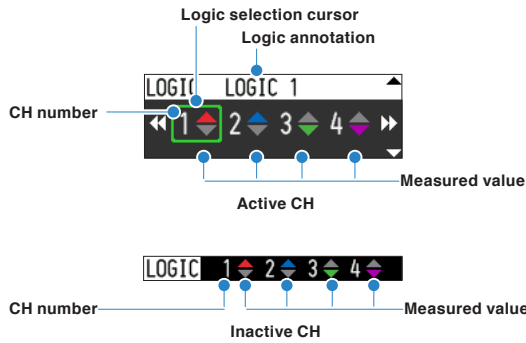 Logic selection cursor
Logic annotation
LOGIC LOGIC 1
CH number
1 2 3 4
Measured value
Active CH
LOGIC 1 2 3 4
CH number
Measured value
Inactive CH